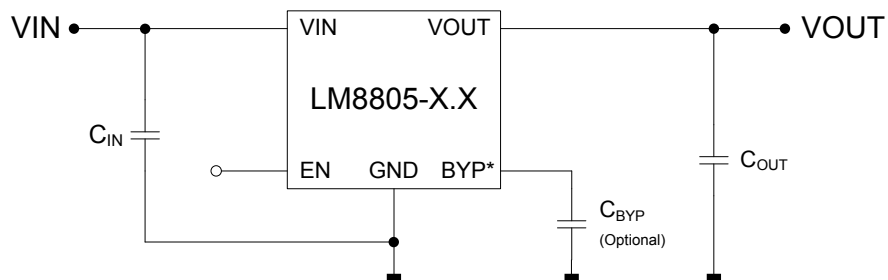 VIN
VIN VOUT
VOUT
LM8805-X.X
CIN
EN GND BYP*
COUT
CBYP
(Optional)